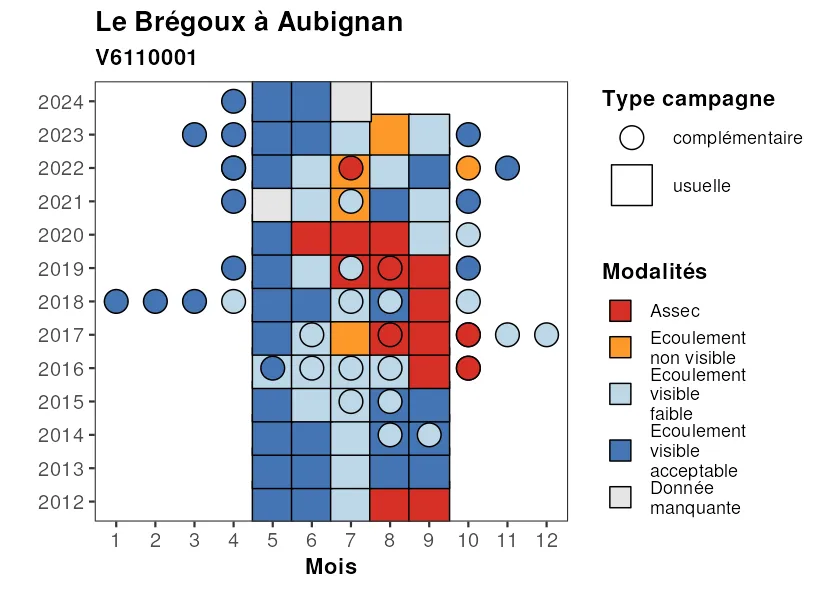 Le Brégoux à Aubignan
V6110001
2024
2023
2022
2021
2020
2019
2018
2017
2016
2015
2014
2013
2012
1 2 3 4 5 6 7 8 9 10 11 12
Mois
Type campagne
complémentaire
usuelle
Modalités
Assec
Ecoulement
non visible
Ecoulement
visible
faible
Ecoulement
visible
acceptable
Donnée
manquante